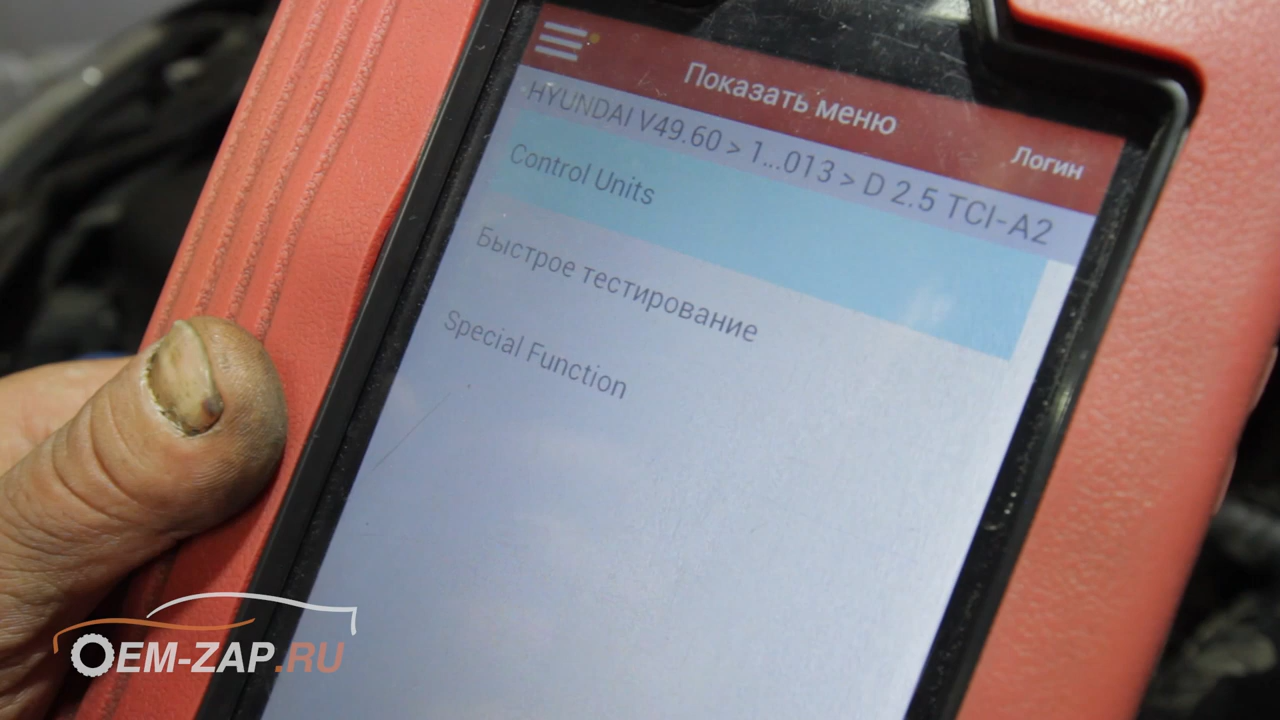 Показать меню
Логин
HYUNDAI V49.60 > 1...013 > D 2.5 TCI-A2
Control Units
Быстрое тестирование
Special Function
OEM-ZAP.RU